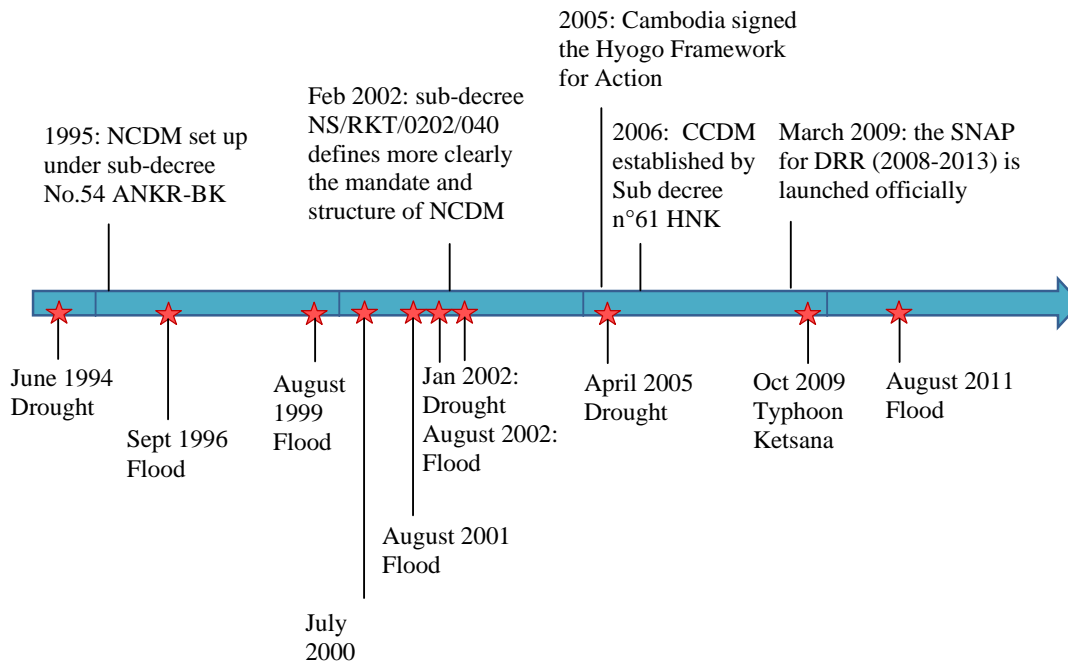 2005: Cambodia signed
the Hyogo Framework
for Action
Feb 2002: sub-decree
NS/RKT/0202/040
defines more clearly
the mandate and
structure of NCDM
1995: NCDM set up
under sub-decree
No.54 ANKR-BK
2006:  CCDM
established by
Sub decree
n°61 HNK
March 2009: the SNAP
for DRR (2008-2013) is
launched officially
June 1994
Drought
Sept 1996
Flood
August
1999
Flood
July
2000
August 2001
Flood
Jan 2002:
Drought
August 2002:
Flood
April 2005
Drought
Oct 2009
Typhoon
Ketsana
August 2011
Flood